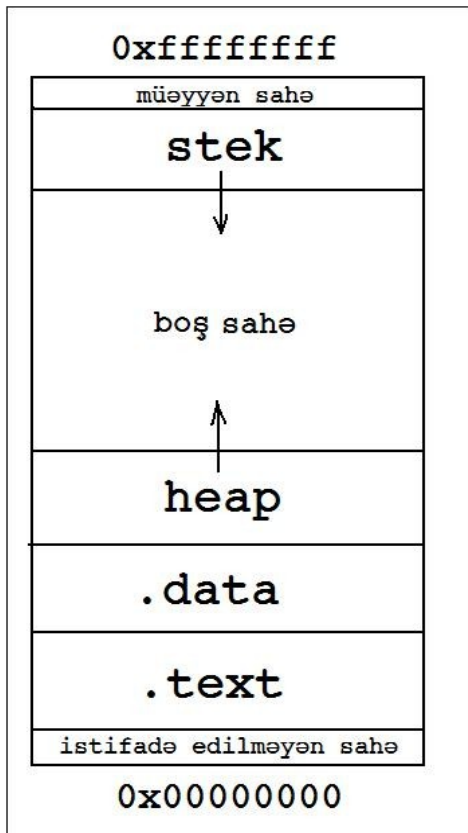 0xffffffff
müəyyən sahə
stek
boş sahə
heap
.data
.text
istifadə edilməyən sahə
0x00000000